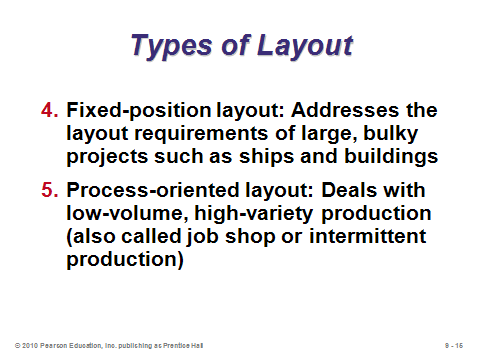 Types of Layout
4. Fixed-position layout: Addresses the
layout requirements of large, bulky
projects such as ships and buildings
5. Process-oriented layout: Deals with
low-volume, high-variety production
(also called job shop or intermittent
production)
© 2010 Pearson Education, Inc. publishing as Prentice Hall
9 - 15